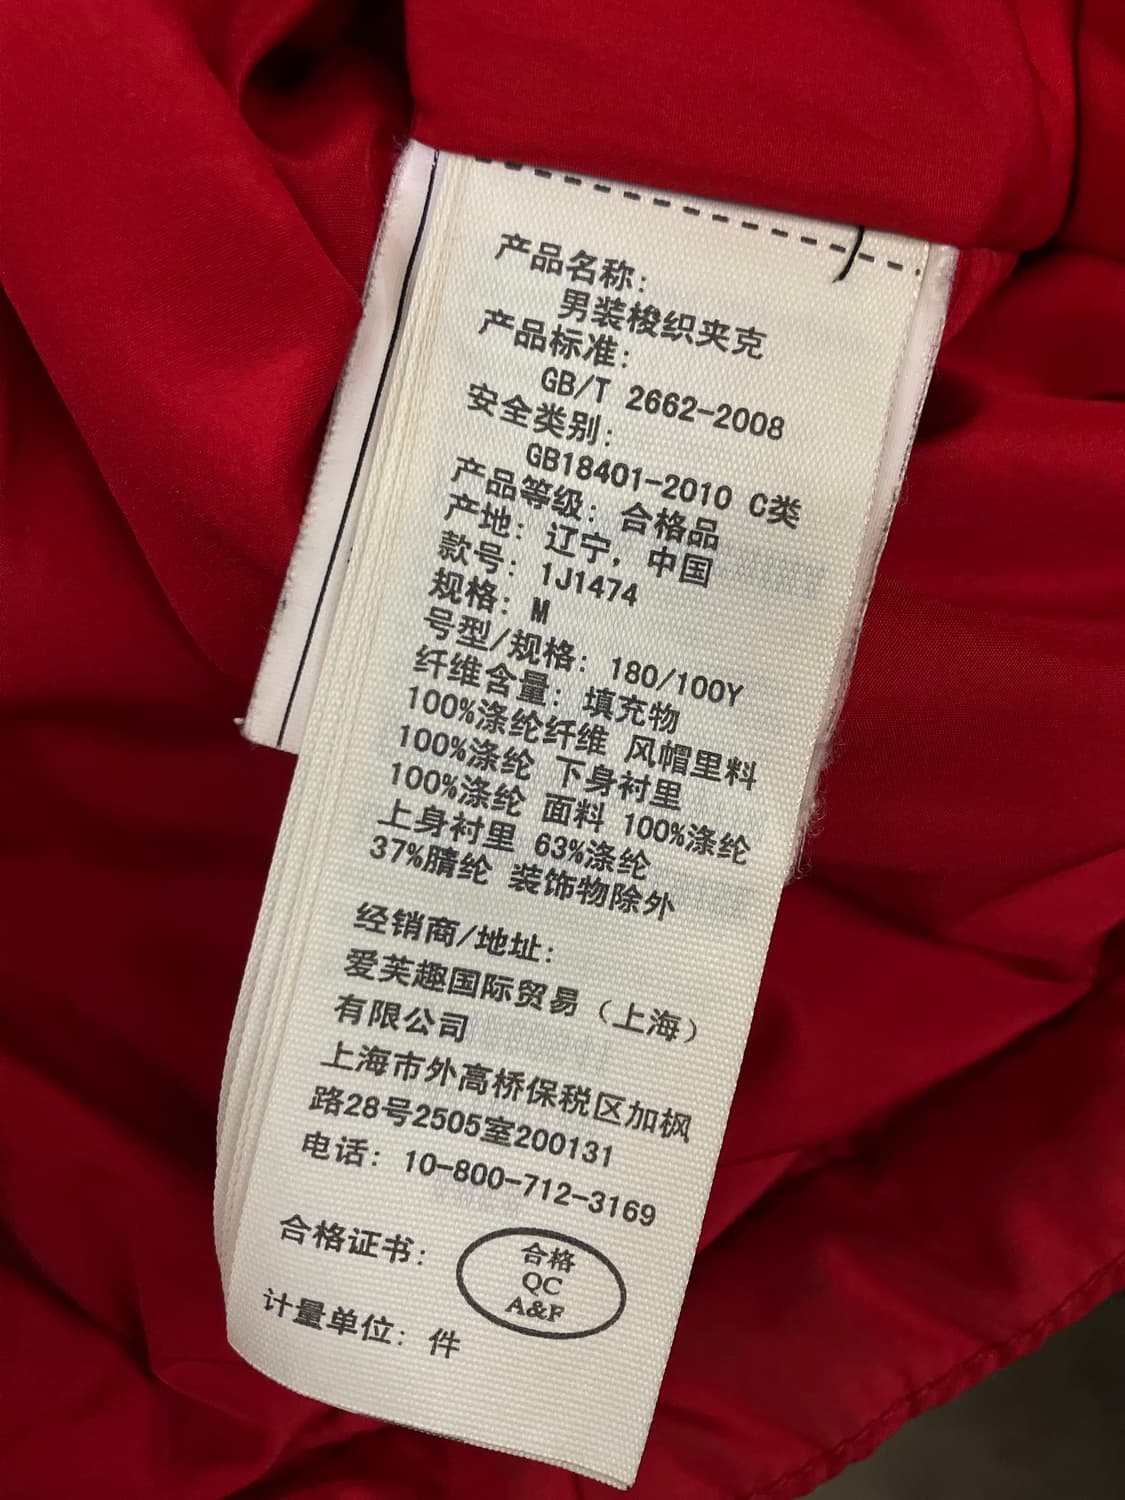 产品名称:
男装梭织夹克
产品标准:
GB/T 2662-2008
安全类别:
GB18401-2010 C类
产品等级: 合格品
产地: 辽宁, 中国
款号: 1J1474
规格: M
号型/规格: 180/100Y
纤维含量: 填充物
100%涤纶纤维 风帽里料
100%涤纶 下身衬里
100%涤纶 面料 100%涤纶
上身衬里 63%涤纶
37%腈纶 装饰物除外
经销商/地址:
爱芙趣国际贸易（上海）
有限公司
上海市外高桥保税区加枫
路28号2505室200131
电话: 10-800-712-3169
合格证书:
合格
QC
A&F
计量单位: 件